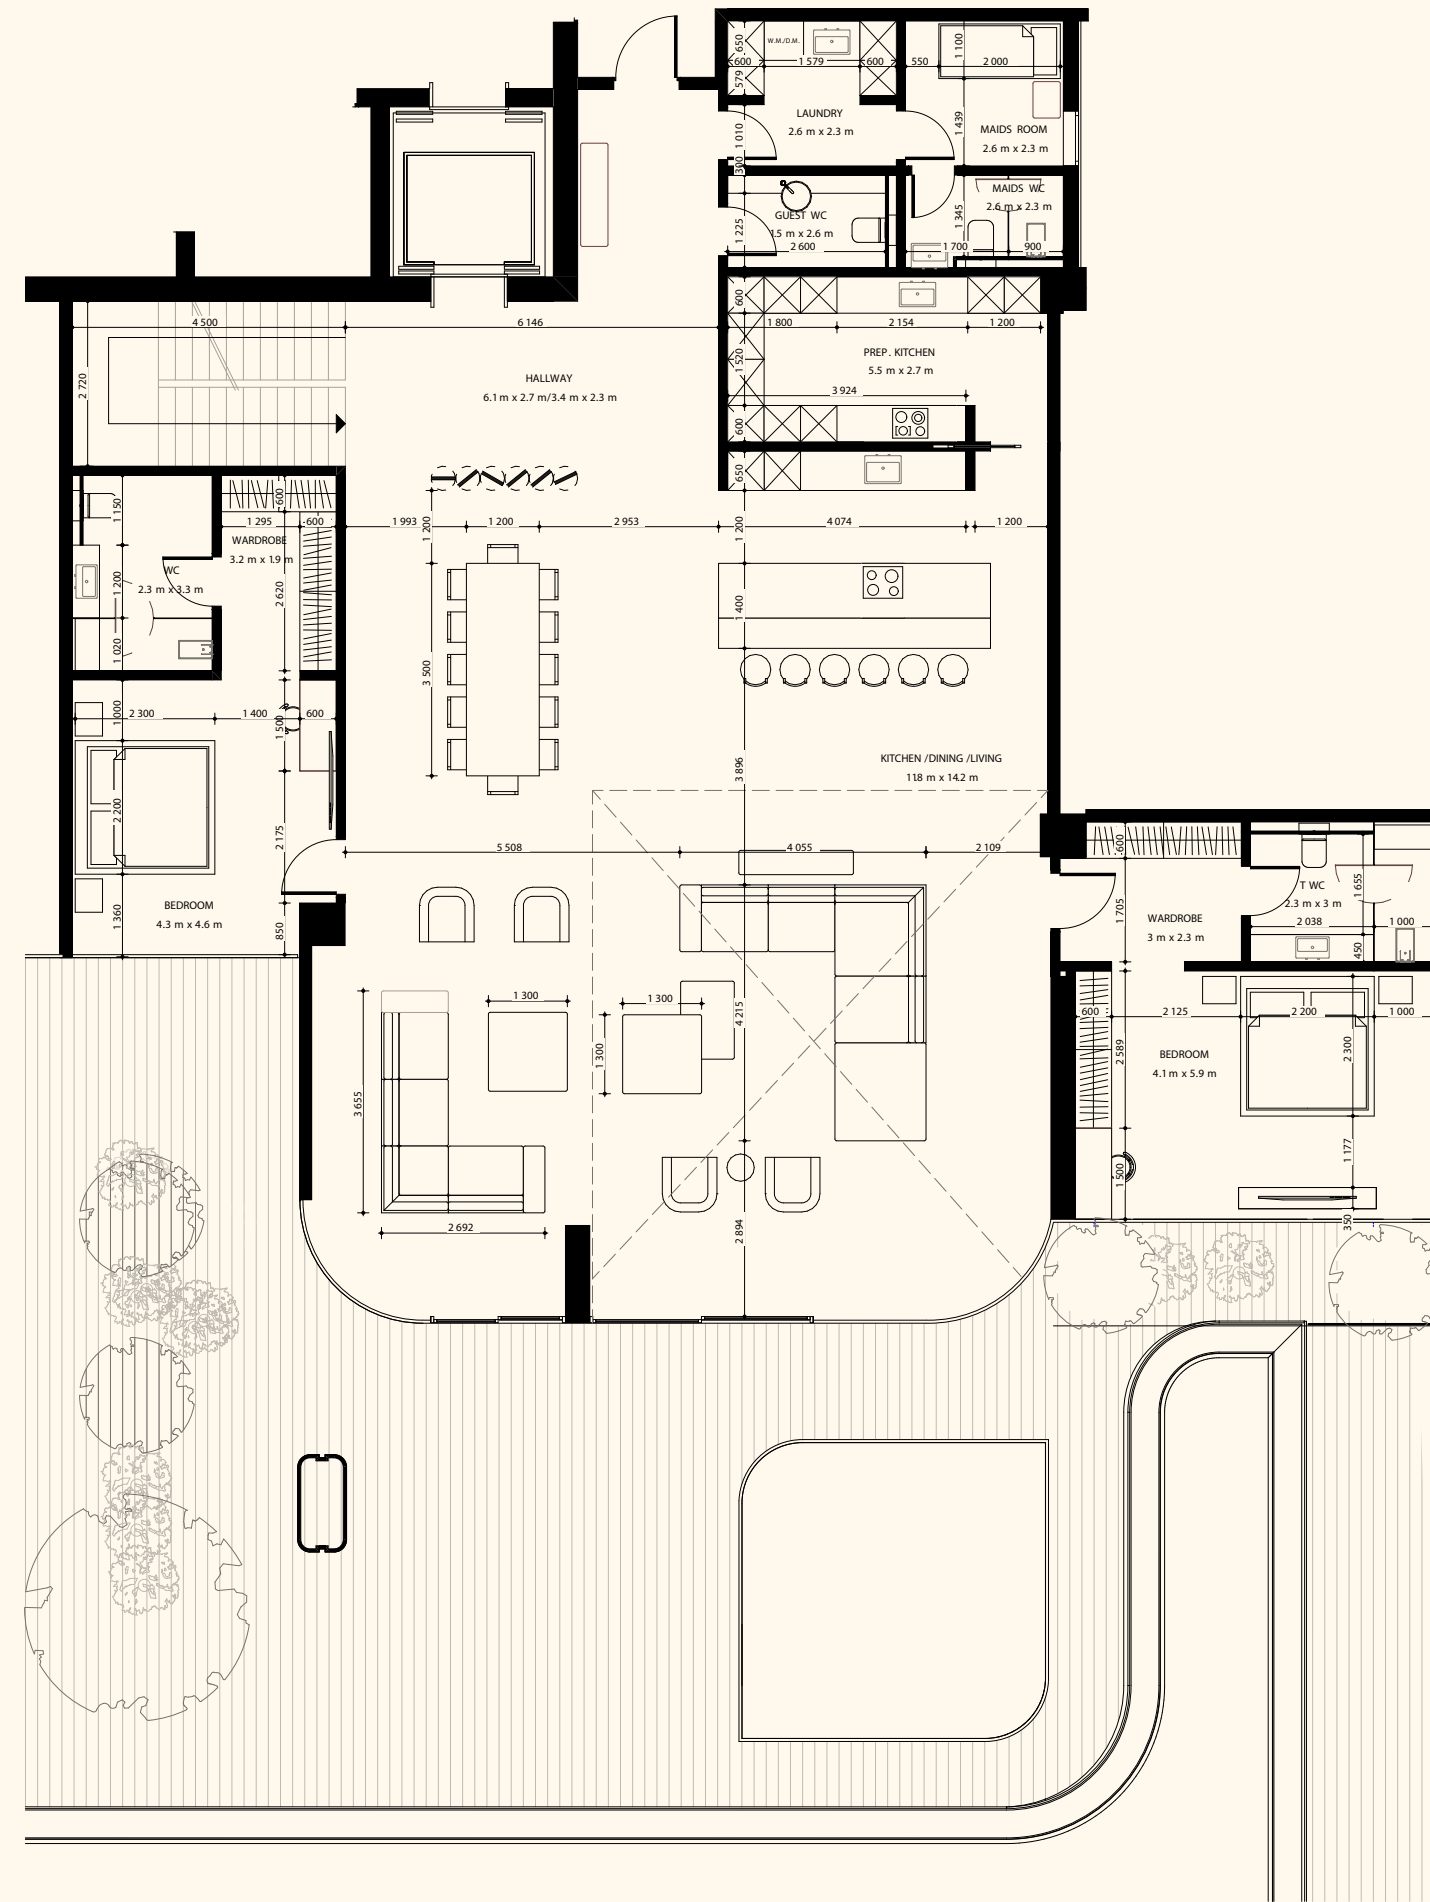 650
W.M./D.M.
1 100
600
1 579
600
550
2 000
579
LAUNDRY
2.6 m x 2.3 m
1 010
1 439
MAIDS ROOM
2.6 m x 2.3 m
300
MAIDS WC
2.6 m x 2.3 m
GUEST WC
1.5 m x 2.6 m
1 225
1 345
2 600
1 700
900
600
4 500
6 146
1 800
2 154
1 200
PREP. KITCHEN
5.5 m x 2.7 m
1 520
2 720
HALLWAY
6.1 m x 2.7 m/3.4 m x 2.3 m
3 924
600
650
600
1 150
1 295
600
1 993
1 200
1 200
2 953
1 200
4 074
1 200
WARDROBE
3.2 m x 1.9 m
WC
2.3 m x 3.3 m
1 200
2 620
1 400
1 020
3 500
1 000
2 300
1 400
1 500
600
KITCHEN /DINING /LIVING
11.8 m x 14.2 m
3 896
2 200
2 175
5 508
4 055
2 109
600
BEDROOM
4.3 m x 4.6 m
1 360
850
T WC
2.3 m x 3 m
1 655
1 705
WARDROBE
3 m x 2.3 m
2 038
1 000
450
1 300
1 300
4 215
600
2 125
2 200
1 000
1 300
2 589
2 300
BEDROOM
4.1 m x 5.9 m
3 655
1 177
1 500
2 692
2 894
350